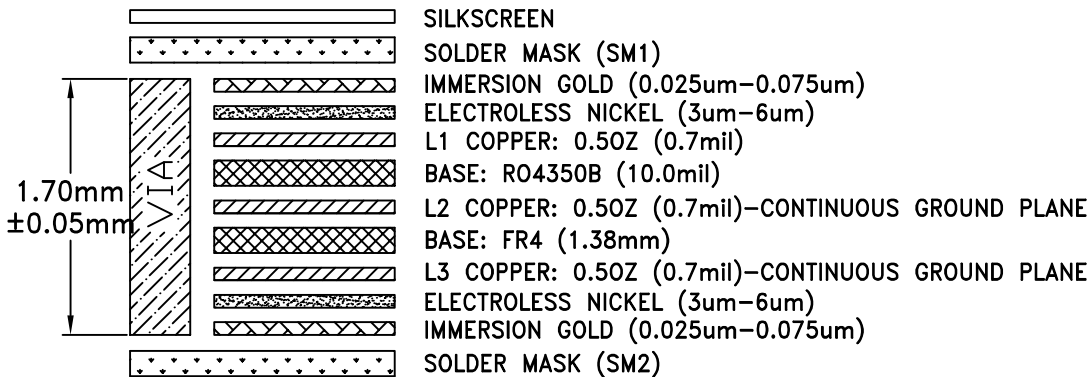 SILKSCREEN
SOLDER MASK (SM1)
IMMERSION GOLD (0.025um-0.075um)
ELECTROLESS NICKEL (3um-6um)
L1 COPPER: 0.5OZ (0.7mil)
BASE: RO4350B (10.0mil)
L2 COPPER: 0.5OZ (0.7mil)-CONTINUOUS GROUND PLANE
BASE: FR4 (1.38mm)
L3 COPPER: 0.5OZ (0.7mil)-CONTINUOUS GROUND PLANE
ELECTROLESS NICKEL (3um-6um)
IMMERSION GOLD (0.025um-0.075um)
SOLDER MASK (SM2)
1.70mm
±0.05mm
VIA